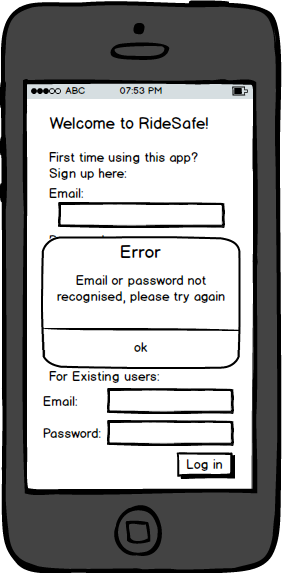 ABC 07:53 PM
Welcome to RideSafe!
First time using this app?
Sign up here:
Email:
Error
Email or password not
recognised, please try again
ok
For Existing users:
Email:
Password:
Log in